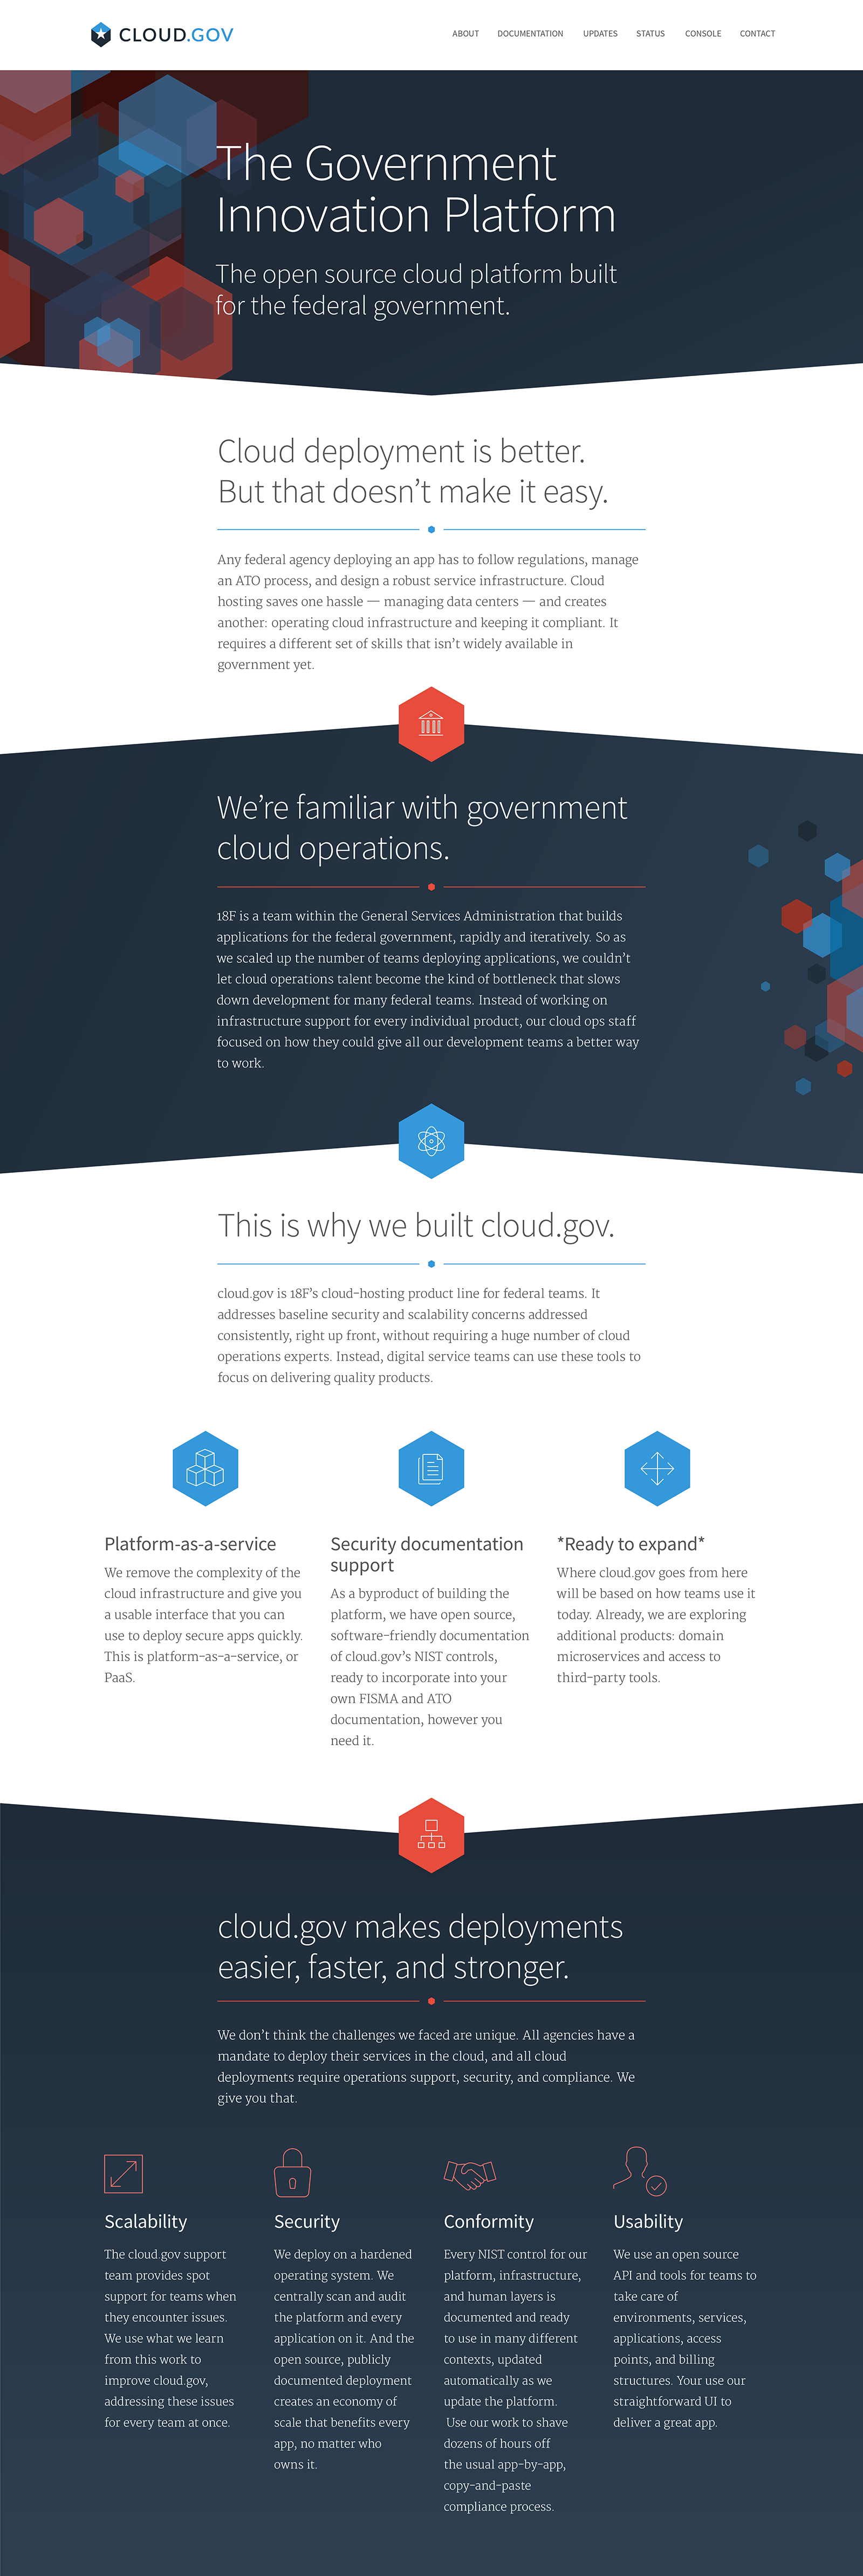 CLOUD.GOV
ABOUT DOCUMENTATION UPDATES STATUS CONSOLE CONTACT
The Government
Innovation Platform
The open source cloud platform built
for the federal government.
Cloud deployment is better.
But that doesn’t make it easy.
Any federal agency deploying an app has to follow regulations, manage
an ATO process, and design a robust service infrastructure. Cloud
hosting saves one hassle — managing data centers — and creates
another: operating cloud infrastructure and keeping it compliant. It
requires a different set of skills that isn’t widely available in
government yet.
We’re familiar with government
cloud operations.
18F is a team within the General Services Administration that builds
applications for the federal government, rapidly and iteratively. So as
we scaled up the number of teams deploying applications, we couldn’t
let cloud operations talent become the kind of bottleneck that slows
down development for many federal teams. Instead of working on
infrastructure support for every individual product, our cloud ops staff
focused on how they could give all our development teams a better way
to work.
This is why we built cloud.gov.
cloud.gov is 18F’s cloud-hosting product line for federal teams. It
addresses baseline security and scalability concerns addressed
consistently, right up front, without requiring a huge number of cloud
operations experts. Instead, digital service teams can use these tools to
focus on delivering quality products.
Platform-as-a-service
We remove the complexity of the
cloud infrastructure and give you
a usable interface that you can
use to deploy secure apps quickly.
This is platform-as-a-service, or
PaaS.
Security documentation
support
As a byproduct of building the
platform, we have open source,
software-friendly documentation
of cloud.gov’s NIST controls,
ready to incorporate into your
own FISMA and ATO
documentation, however you
need it.
*Ready to expand*
Where cloud.gov goes from here
will be based on how teams use it
today. Already, we are exploring
additional products: domain
microservices and access to
third-party tools.
cloud.gov makes deployments
easier, faster, and stronger.
We don’t think the challenges we faced are unique. All agencies have a
mandate to deploy their services in the cloud, and all cloud
deployments require operations support, security, and compliance. We
give you that.
Scalability
The cloud.gov support
team provides spot
support for teams when
they encounter issues.
We use what we learn
from this work to
improve cloud.gov,
addressing these issues
for every team at once.
Security
We deploy on a hardened
operating system. We
centrally scan and audit
the platform and every
application on it. And the
open source, publicly
documented deployment
creates an economy of
scale that benefits every
app, no matter who
owns it.
Conformity
Every NIST control for our
platform, infrastructure,
and human layers is
documented and ready
to use in many different
contexts, updated
automatically as we
update the platform.
Use our work to shave
dozens of hours off
the usual app-by-app,
copy-and-paste
compliance process.
Usability
We use an open source
API and tools for teams to
take care of
environments, services,
applications, access
points, and billing
structures. Your use our
straightforward UI to
deliver a great app.